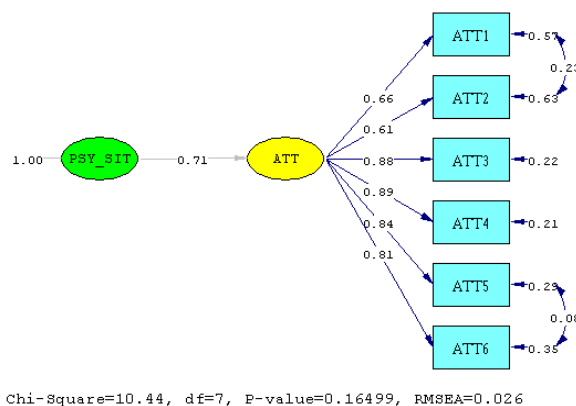 ATT1
0.57
0.23
0.66
ATT2
0.63
0.61
1.00
PSY_SIT
0.71
ATT
0.88
ATT3
0.22
0.89
ATT4
0.21
0.84
0.81
ATT5
0.29
0.08
ATT6
0.35
Chi-Square=10.44, df=7, P-value=0.16499, RMSEA=0.026